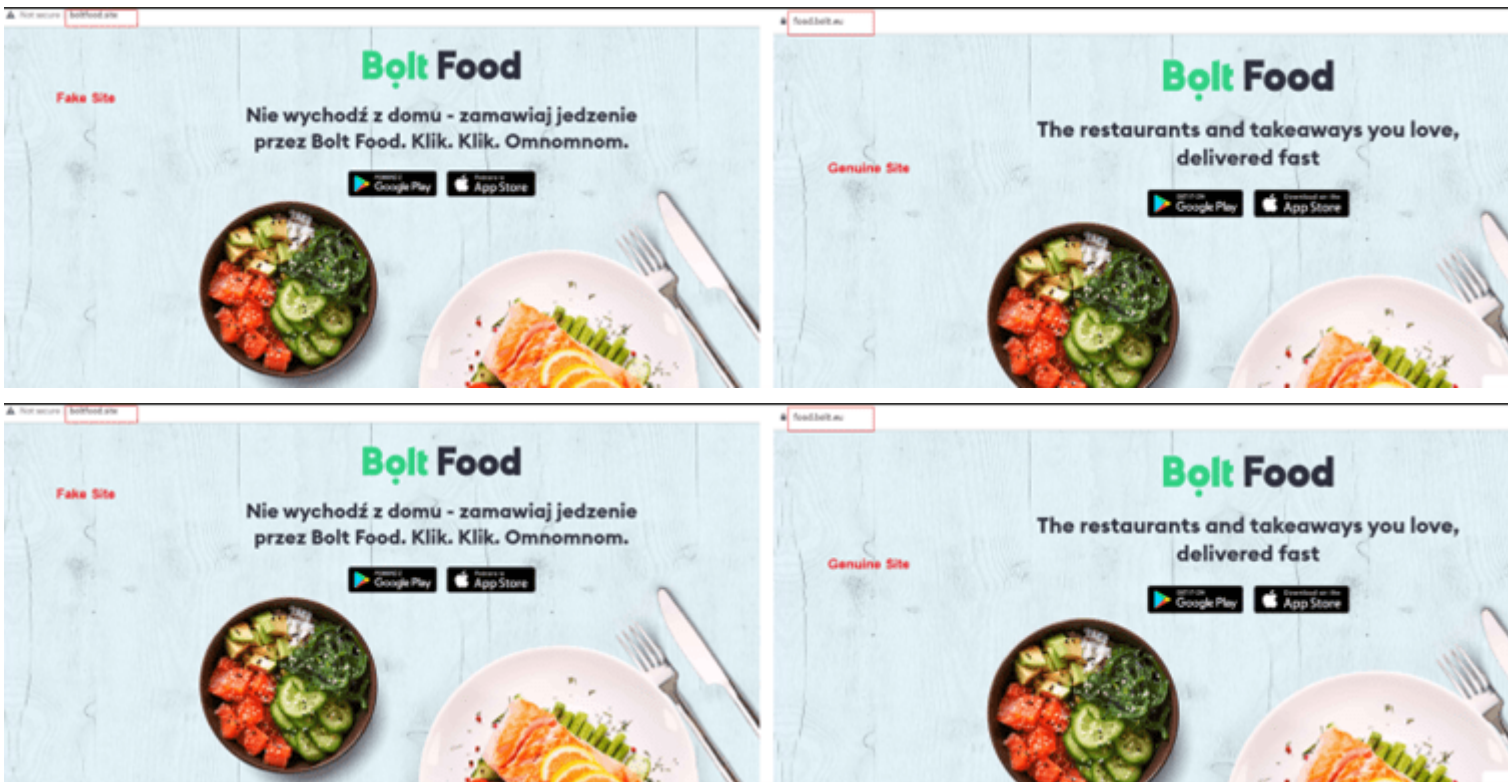 Not secure boltfood.site
Fake Site
Bolt Food
Nie wychodź z domu - zamawiaj jedzenie
przez Bolt Food. Klik. Klik. Omnomnom.
Google Play
App Store
food.bolt.eu
Genuine Site
Bolt Food
The restaurants and takeaways you love,
delivered fast
GET IT ON
Google Play
Download on the
App Store
Not secure boltfood.site
Fake Site
Bolt Food
Nie wychodź z domu - zamawiaj jedzenie
przez Bolt Food. Klik. Klik. Omnomnom.
Google Play
App Store
food.bolt.eu
Genuine Site
Bolt Food
The restaurants and takeaways you love,
delivered fast
GET IT ON
Google Play
Download on the
App Store